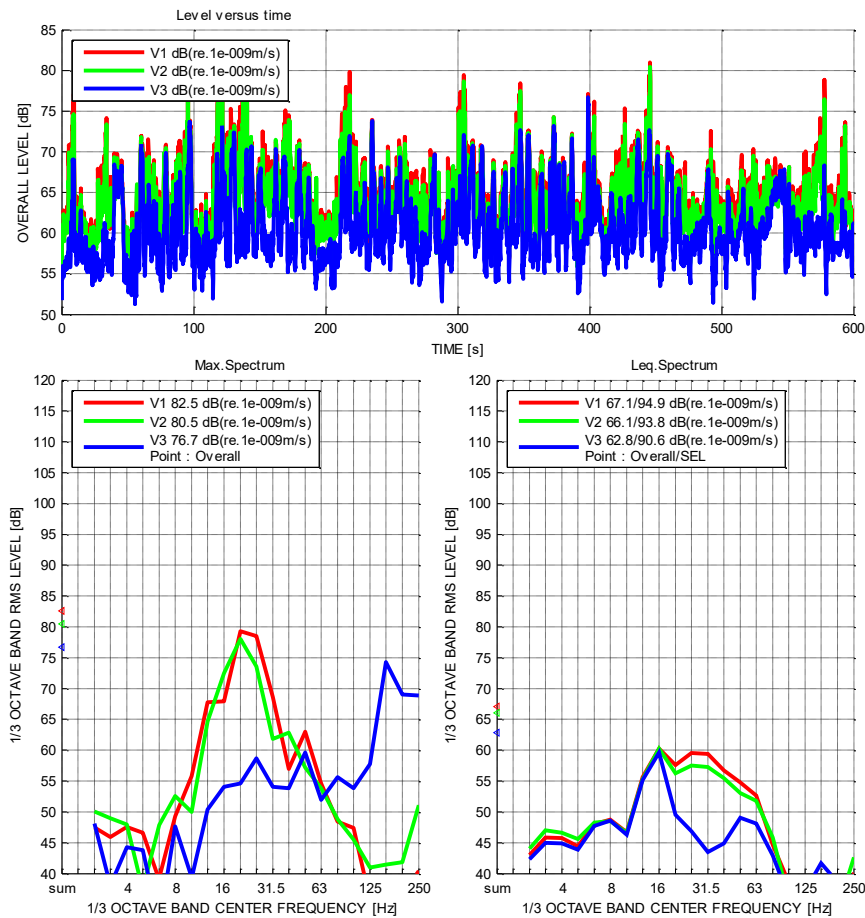 Level versus time
85
80
75
70
65
60
55
50
OVERALL LEVEL [dB]
V1 dB(re.1e-009m/s)
V2 dB(re.1e-009m/s)
V3 dB(re.1e-009m/s)
0 100 200 300 400 500 600
TIME [s]
Max.Spectrum
120
115
110
105
100
95
90
85
80
75
70
65
60
55
50
45
40
1/3 OCTAVE BAND RMS LEVEL [dB]
V1 82.5 dB(re.1e-009m/s)
V2 80.5 dB(re.1e-009m/s)
V3 76.7 dB(re.1e-009m/s)
Point : Overall
sum 4 8 16 31.5 63 125 250
1/3 OCTAVE BAND CENTER FREQUENCY [Hz]
Leq.Spectrum
120
115
110
105
100
95
90
85
80
75
70
65
60
55
50
45
40
1/3 OCTAVE BAND RMS LEVEL [dB]
V1 67.1/94.9 dB(re.1e-009m/s)
V2 66.1/93.8 dB(re.1e-009m/s)
V3 62.8/90.6 dB(re.1e-009m/s)
Point : Overall/SEL
sum 4 8 16 31.5 63 125 250
1/3 OCTAVE BAND CENTER FREQUENCY [Hz]